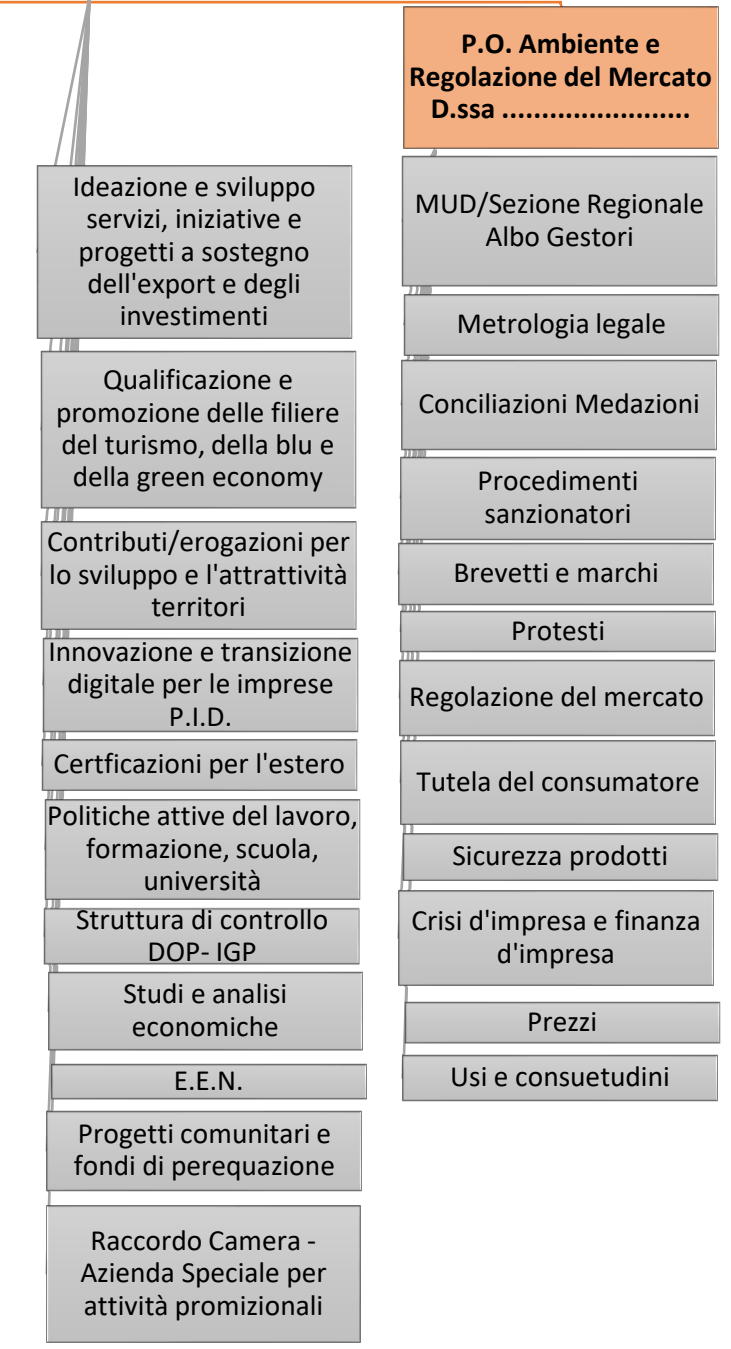 Ideazione e sviluppo
servizi, iniziative e
progetti a sostegno
dell'export e degli
investimenti
Qualificazione e
promozione delle filiere
del turismo, della blu e
della green economy
Contributi/erogazioni per
lo sviluppo e l'attrattività
territori
Innovazione e transizione
digitale per le imprese
P.I.D.
Certficazioni per l'estero
Politiche attive del lavoro,
formazione, scuola,
università
Struttura di controllo
DOP- IGP
Studi e analisi
economiche
E.E.N.
Progetti comunitari e
fondi di perequazione
Raccordo Camera -
Azienda Speciale per
attività promizionali
P.O. Ambiente e
Regolazione del Mercato
D.ssa ........................
MUD/Sezione Regionale
Albo Gestori
Metrologia legale
Conciliazioni Medazioni
Procedimenti
sanzionatori
Brevetti e marchi
Protesti
Regolazione del mercato
Tutela del consumatore
Sicurezza prodotti
Crisi d'impresa e finanza
d'impresa
Prezzi
Usi e consuetudini